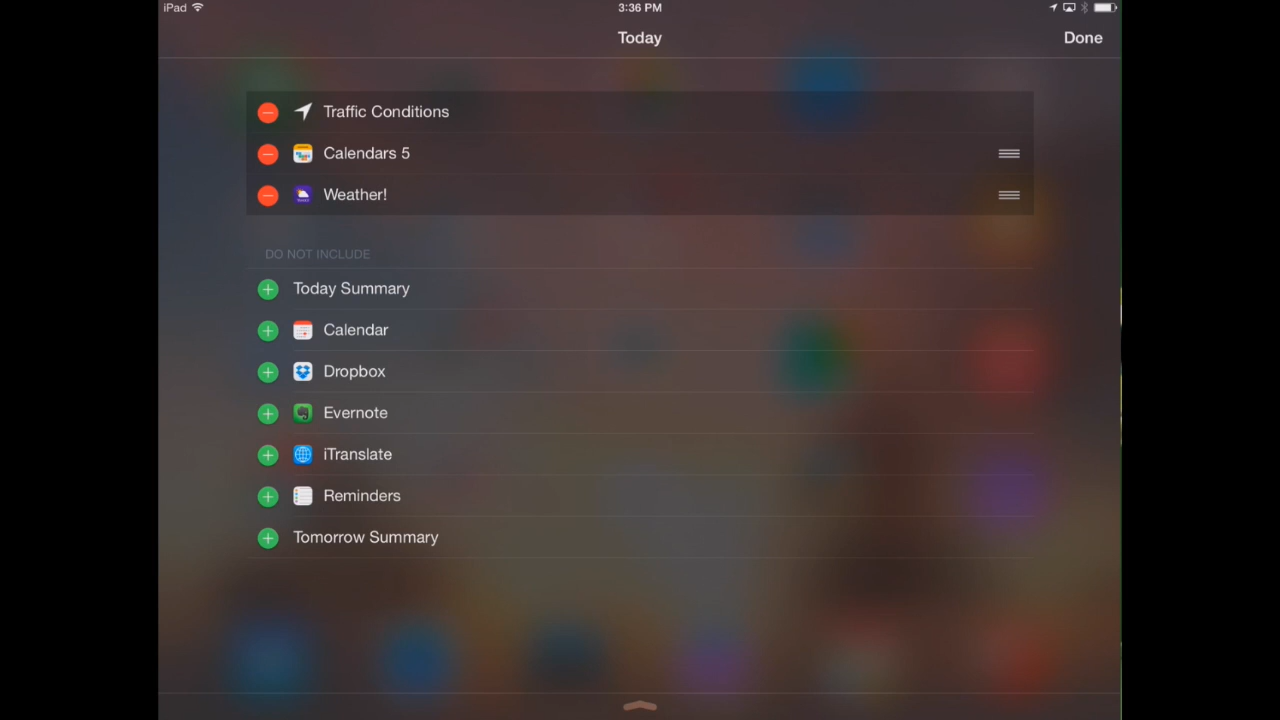 iPad
3:36 PM
Today
Done
Traffic Conditions
Calendars 5
Weather!
DO NOT INCLUDE
Today Summary
Calendar
Dropbox
Evernote
iTranslate
Reminders
Tomorrow Summary